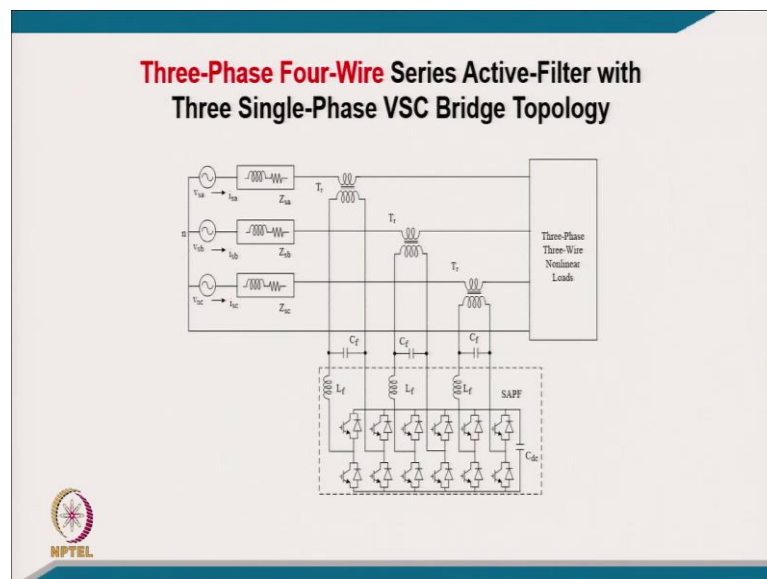 Three-Phase Four-Wire Series Active-Filter with
Three Single-Phase VSC Bridge Topology
Tr
vsa
isa
Zsa
Tr
n
vsb
isb
Zsb
Three-Phase
Three-Wire
Nonlinear
Loads
Tr
vsc
isc
Zsc
Cf
Cf
Cf
Lf
Lf
Lf
SAPF
Cdc
NPTEL